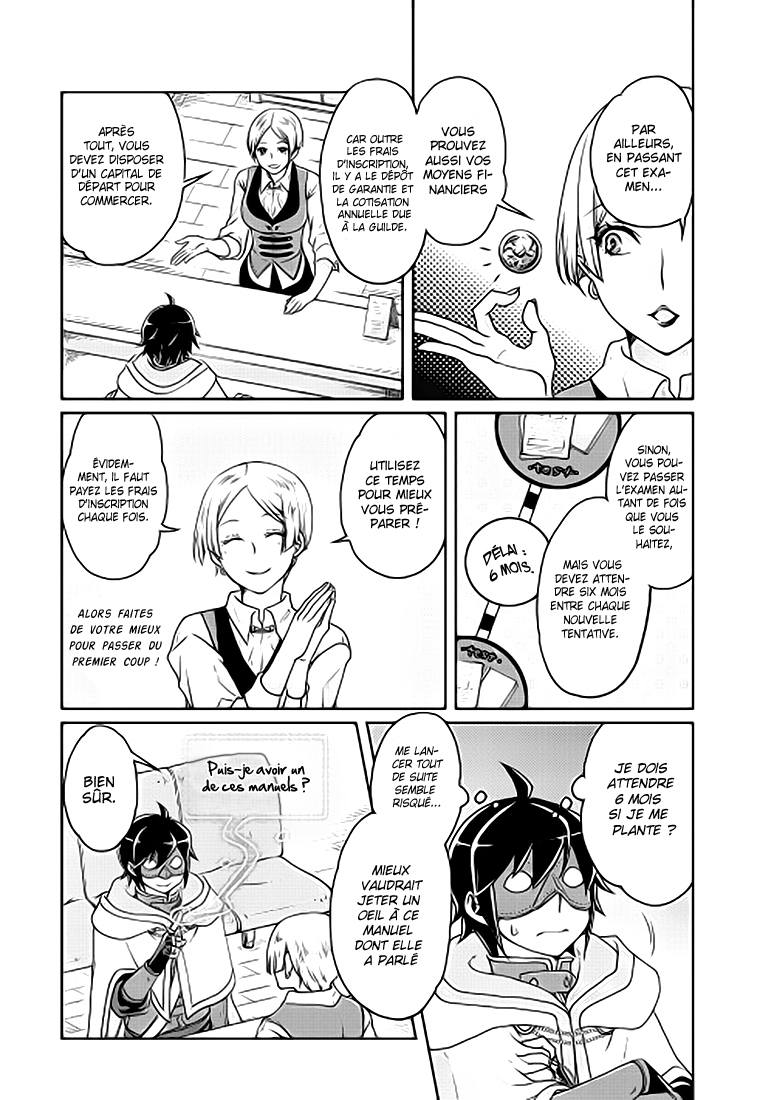 PAR
AILLEURS,
EN PASSANT
CET EXA-
MEN...
VOUS
PROUVEZ
AUSSI VOS
MOYENS FI-
NANCIERS
CAR OUTRE
LES FRAIS
D'INSCRIPTION,
IL Y A LE DÉPÔT
DE GARANTIE ET LA
COTISATION
ANNUELLE DUE
À LA GUILDE.
APRÈS
TOUT, VOUS
DEVEZ DISPOSER
D'UN CAPITAL DE
DÉPART POUR
COMMERCER.
SINON,
VOUS POU-
VEZ PASSER
L'EXAMEN AU-
TANT DE FOIS
QUE VOUS
LE SOU-
HAITEZ,
MAIS VOUS
DEVEZ ATTEN-
DRE SIX MOIS
ENTRE CHAQUE
NOUVELLE
TENTATIVE.
test.
DÉLAI :
6 MOIS.
test.
UTILISEZ
CE TEMPS
POUR MIEUX
VOUS PRÉ-
PARER !
ÉVIDEM-
MENT, IL FAUT
PAYEZ LES FRAIS
D'INSCRIPTION
CHAQUE FOIS.
ALORS FAITES
DE VOTRE MIEUX
POUR PASSER DU
PREMIER COUP !
JE DOIS
ATTENDRE
6 MOIS
SI JE ME
PLANTE ?
ME LAN-
CER TOUT
DE SUITE
SEMBLE
RISQUÉ...
MIEUX
VAUDRAIT
JETER UN
OEIL À CE
MANUEL
DONT ELLE
A PARLÉ
Puis-je avoir un
de ces manuels ?
BIEN
SÛR.